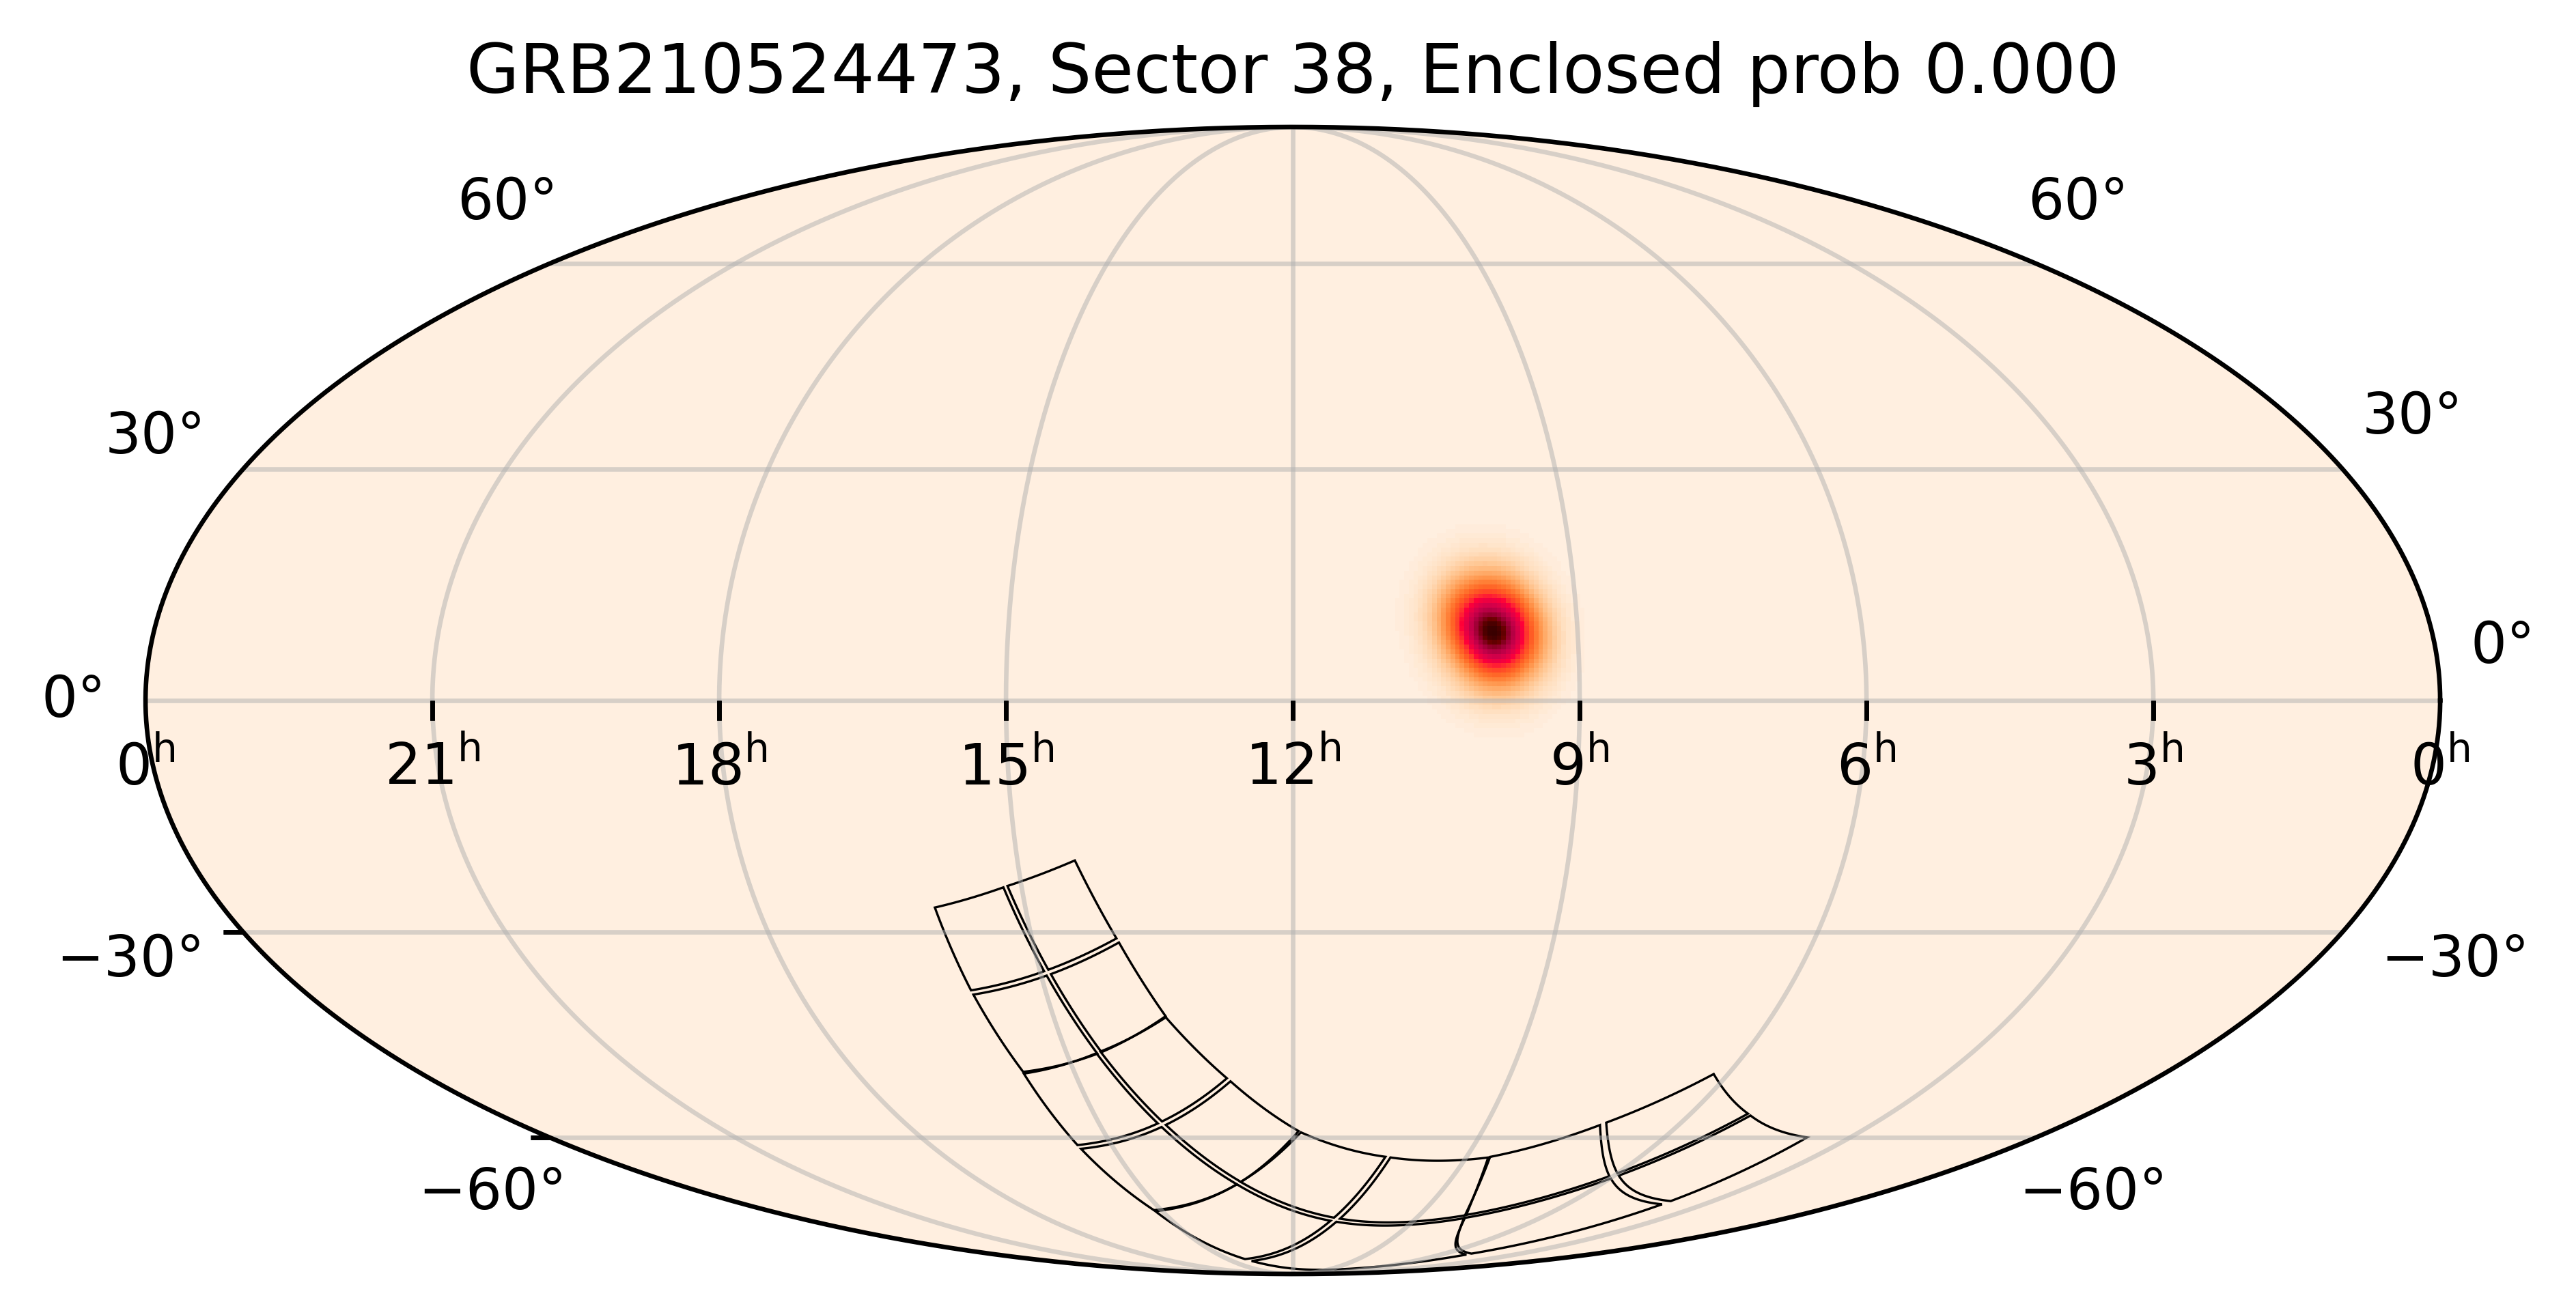 GRB210524473, Sector 38, Enclosed prob 0.000
60° 60°
30° 30°
0° 0°
0ʰ 21ʰ 18ʰ 15ʰ 12ʰ 9ʰ 6ʰ 3ʰ 0ʰ
−30° −30°
−60° −60°